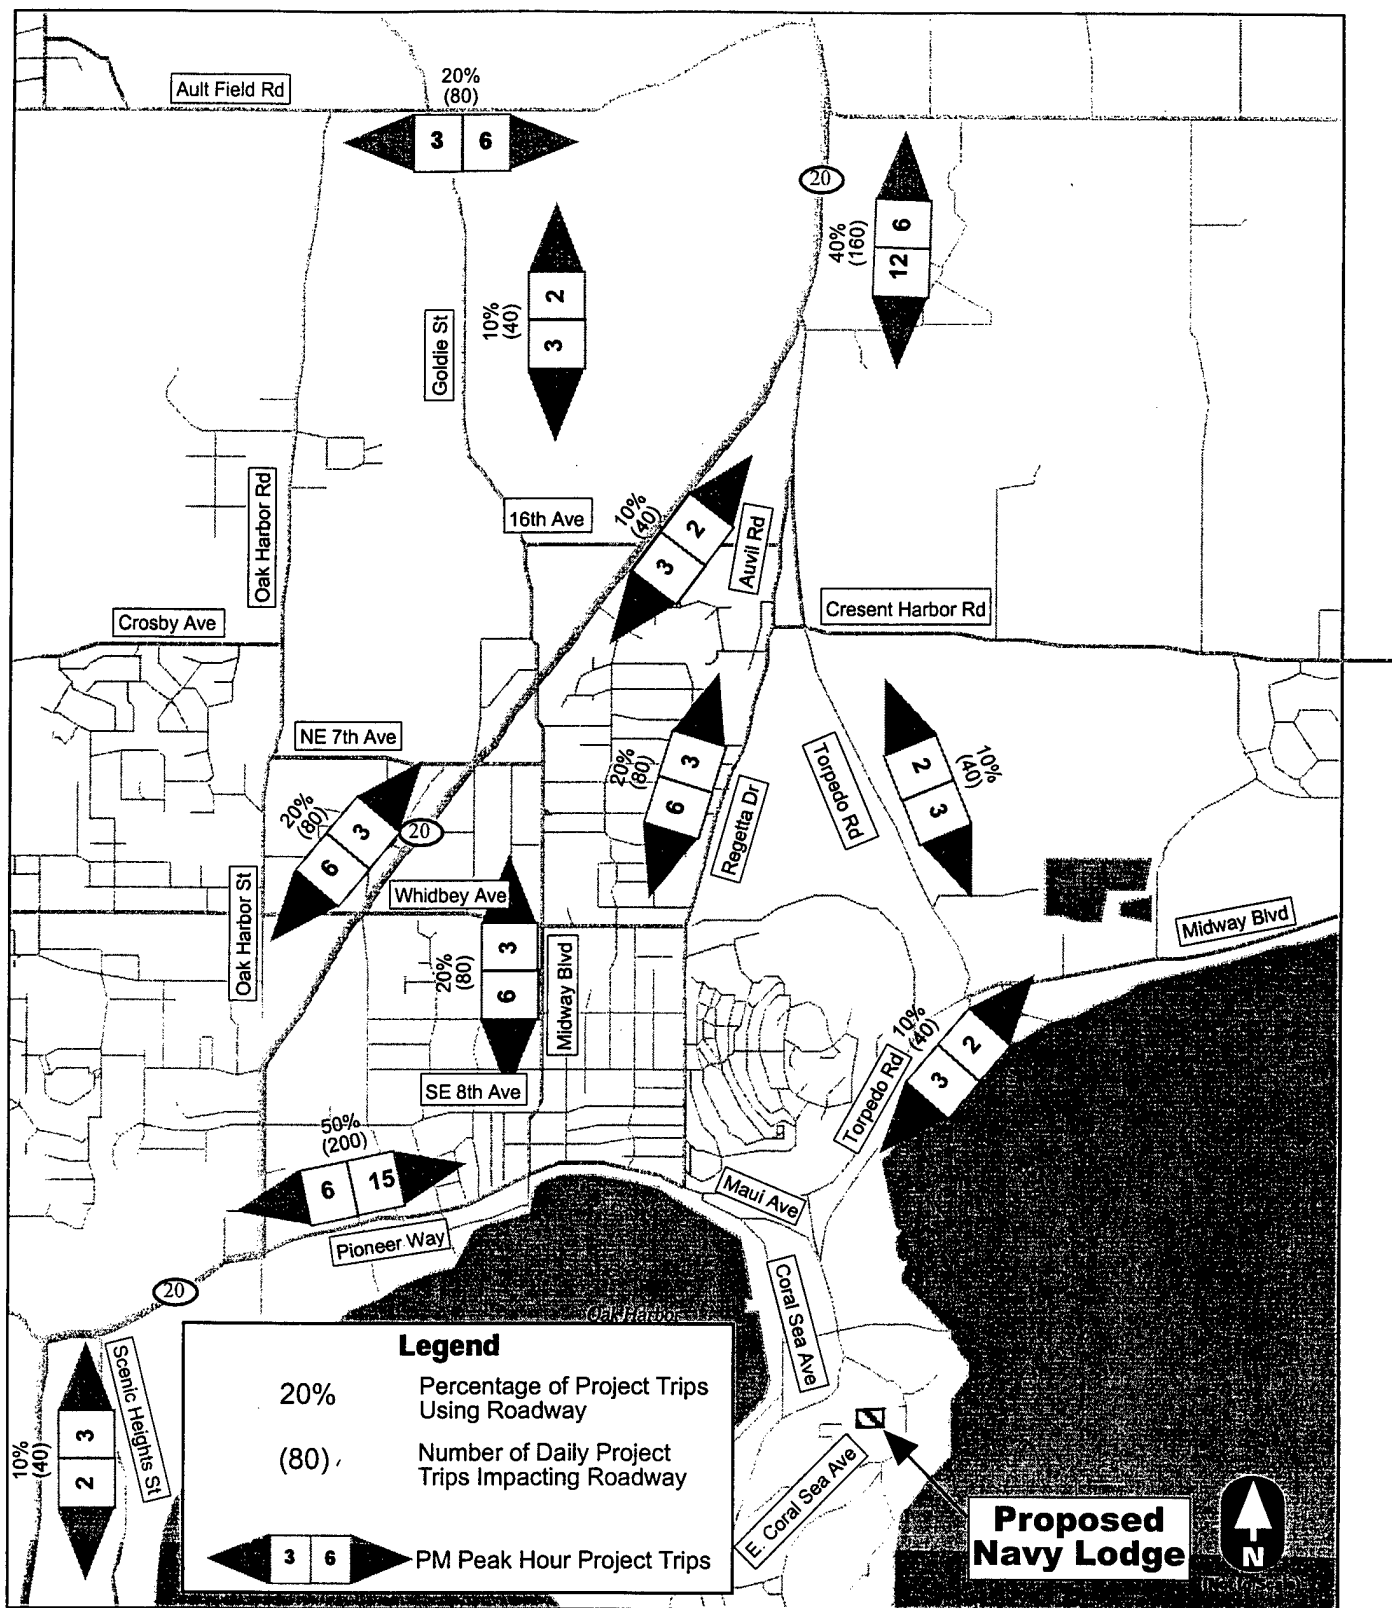 Ault Field Rd
20%
(80)
3 6
20
40%
(160)
6
12
10%
(40)
2
3
Goldie St
Oak Harbor Rd
16th Ave
10%
(40)
2
3
Auvil Rd
Crosby Ave
Cresent Harbor Rd
NE 7th Ave
20%
(80)
3
6
20
20%
(80)
3
6
Regetta Dr
Torpedo Rd
10%
(40)
2
3
Oak Harbor St
Whidbey Ave
20%
(80)
3
6
Midway Blvd
Midway Blvd
SE 8th Ave
10%
(40)
2
3
Torpedo Rd
50%
(200)
6 15
Pioneer Way
Maui Ave
Coral Sea Ave
20
Oak Harbor
Scenic Heights St
10%
(40)
3
2
Legend
20% Percentage of Project Trips
Using Roadway
(80) Number of Daily Project
Trips Impacting Roadway
3 6 PM Peak Hour Project Trips
E. Coral Sea Ave
Proposed
Navy Lodge
N